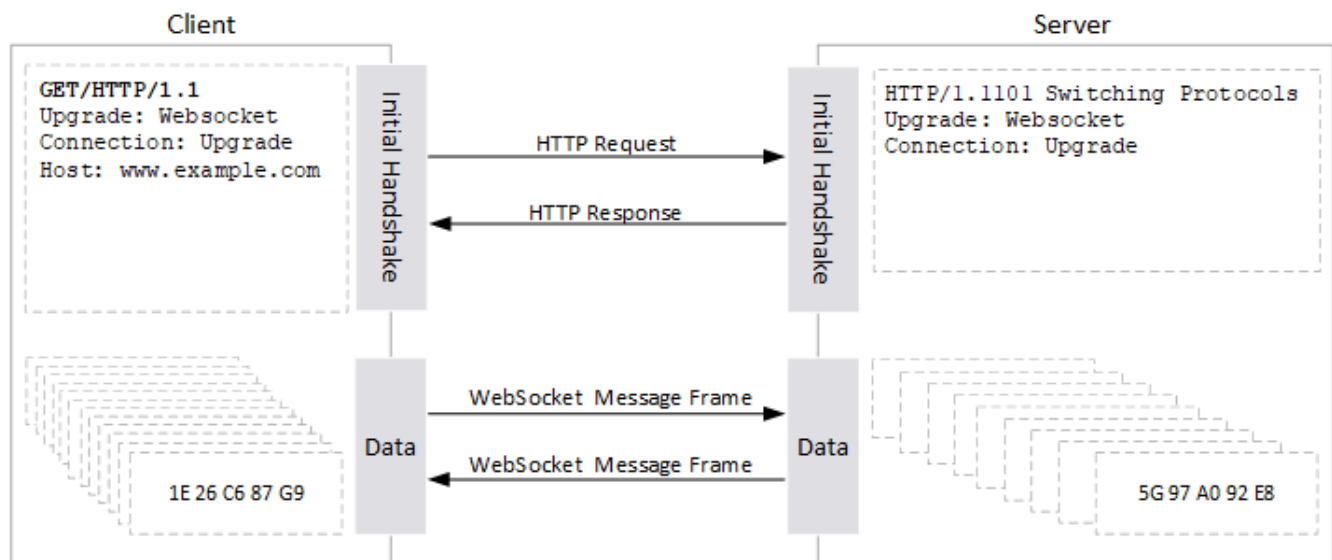 Client
Server
GET/HTTP/1.1
Upgrade: Websocket
Connection: Upgrade
Host: www.example.com
Initial Handshake
HTTP Request
HTTP Response
Initial Handshake
HTTP/1.1101 Switching Protocols
Upgrade: Websocket
Connection: Upgrade
1E 26 C6 87 G9
Data
WebSocket Message Frame
WebSocket Message Frame
Data
5G 97 A0 92 E8